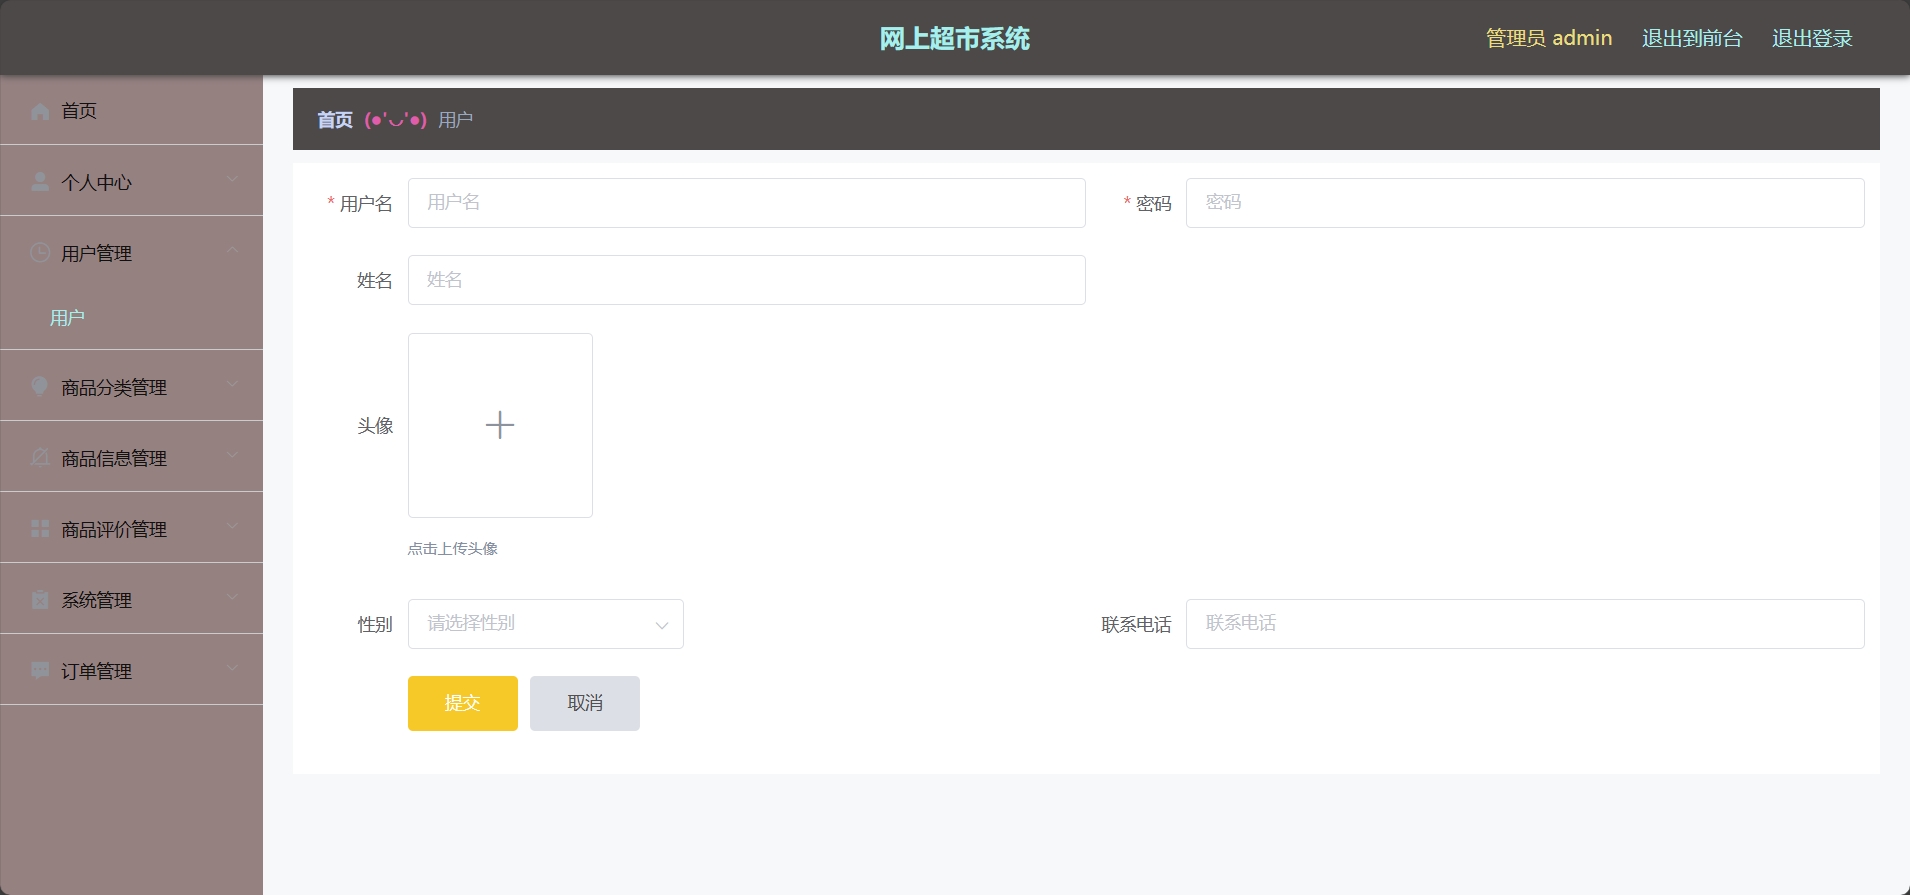 网上超市系统
管理员 admin 退出到前台 退出登录
首页
个人中心
用户管理
用户
商品分类管理
商品信息管理
商品评价管理
系统管理
订单管理
首页 (●'◡'●) 用户
* 用户名 用户名 * 密码 密码
姓名 姓名
头像
点击上传头像
性别 请选择性别 联系电话 联系电话
提交 取消